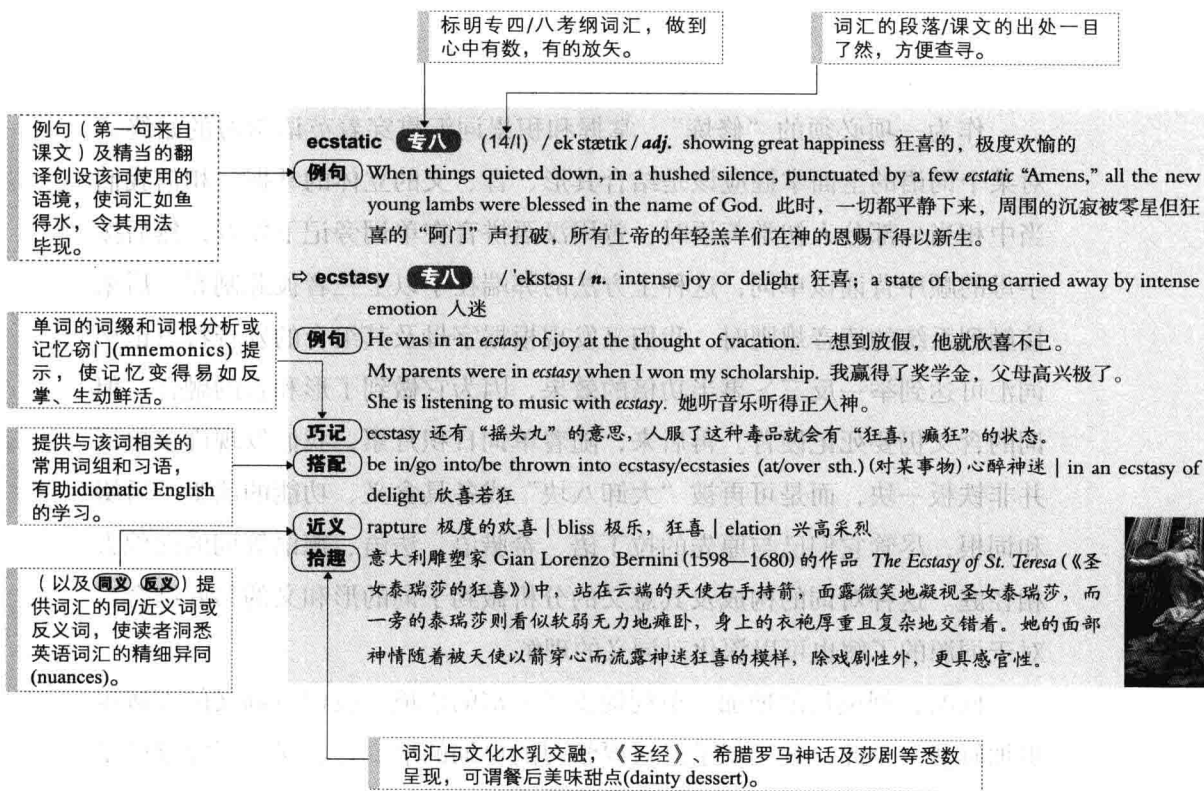 标明专四/八考纲词汇，做到
心中有数，有的放矢。
词汇的段落/课文的出处一目
了然，方便查寻。
例句（第一句来自
课文）及精当的翻
译创设该词使用的
语境，使词汇如鱼
得水，令其用法
毕现。
ecstatic 专八 (14/I) / ek'stætɪk / adj. showing great happiness 狂喜的，极度欢愉的
例句 When things quieted down, in a hushed silence, punctuated by a few ecstatic “Amens,” all the new
young lambs were blessed in the name of God. 此时，一切都平静下来，周围的沉寂被零星但狂
喜的“阿门”声打破，所有上帝的年轻羔羊们在神的恩赐下得以新生。
⇨ ecstasy 专八 / 'ekstəsɪ / n. intense joy or delight 狂喜；a state of being carried away by intense
emotion 人迷
例句 He was in an ecstasy of joy at the thought of vacation. 一想到放假，他就欣喜不已。
My parents were in ecstasy when I won my scholarship. 我赢得了奖学金，父母高兴极了。
She is listening to music with ecstasy. 她听音乐听得正人神。
单词的词缀和词根分析或
记忆窃门(mnemonics) 提
示，使记忆变得易如反
掌、生动鲜活。
巧记 ecstasy 还有“摇头丸”的意思，人服了这种毒品就会有“狂喜，癫狂”的状态。
提供与该词相关的
常用词组和习语，
有助idiomatic English
的学习。
搭配 be in/go into/be thrown into ecstasy/ecstasies (at/over sth.) (对某事物)心醉神迷 | in an ecstasy of
delight 欣喜若狂
近义 rapture 极度的欢喜 | bliss 极乐，狂喜 | elation 兴高采烈
（以及同义 反义）提
供词汇的同/近义词或
反义词，使读者洞悉
英语词汇的精细异同
(nuances)。
拾趣 意大利雕塑家 Gian Lorenzo Bernini (1598—1680) 的作品 The Ecstasy of St. Teresa (《圣
女泰瑞莎的狂喜》)中，站在云端的天使右手持箭，面露微笑地凝视圣女泰瑞莎，而
一旁的泰瑞莎则看似软弱无力地瘫卧，身上的衣袍厚重且复杂地交错着。她的面部
神情随着被天使以箭穿心而流露神迷狂喜的模样，除戏剧性外，更具感官性。
词汇与文化水乳交融，《圣经》、希腊罗马神话及莎剧等悉数
呈现，可谓餐后美味甜点(dainty dessert)。